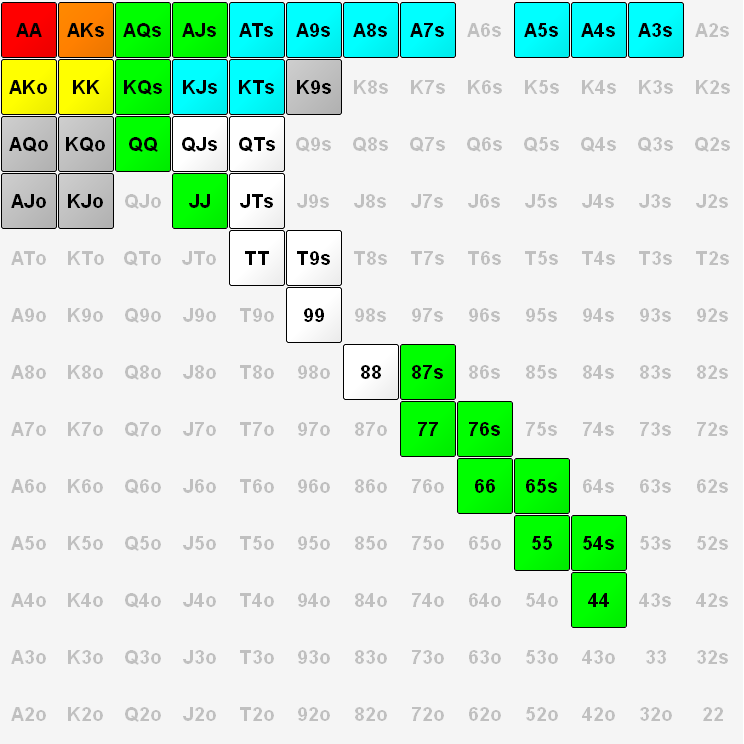 AA AKs AQs AJs ATs A9s A8s A7s A6s A5s A4s A3s A2s
AKo KK KQs KJs KTs K9s K8s K7s K6s K5s K4s K3s K2s
AQo KQo QQ QJs QTs Q9s Q8s Q7s Q6s Q5s Q4s Q3s Q2s
AJo KJo QJo JJ JTs J9s J8s J7s J6s J5s J4s J3s J2s
ATo KTo QTo JTo TT T9s T8s T7s T6s T5s T4s T3s T2s
A9o K9o Q9o J9o T9o 99 98s 97s 96s 95s 94s 93s 92s
A8o K8o Q8o J8o T8o 98o 88 87s 86s 85s 84s 83s 82s
A7o K7o Q7o J7o T7o 97o 87o 77 76s 75s 74s 73s 72s
A6o K6o Q6o J6o T6o 96o 86o 76o 66 65s 64s 63s 62s
A5o K5o Q5o J5o T5o 95o 85o 75o 65o 55 54s 53s 52s
A4o K4o Q4o J4o T4o 94o 84o 74o 64o 54o 44 43s 42s
A3o K3o Q3o J3o T3o 93o 83o 73o 63o 53o 43o 33 32s
A2o K2o Q2o J2o T2o 92o 82o 72o 62o 52o 42o 32o 22